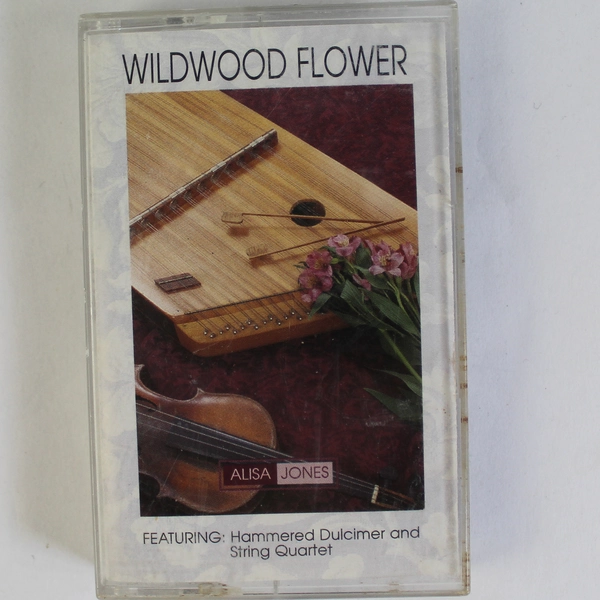 WILDWOOD FLOWER
ALISA JONES
FEATURING: Hammered Dulcimer and
String Quartet